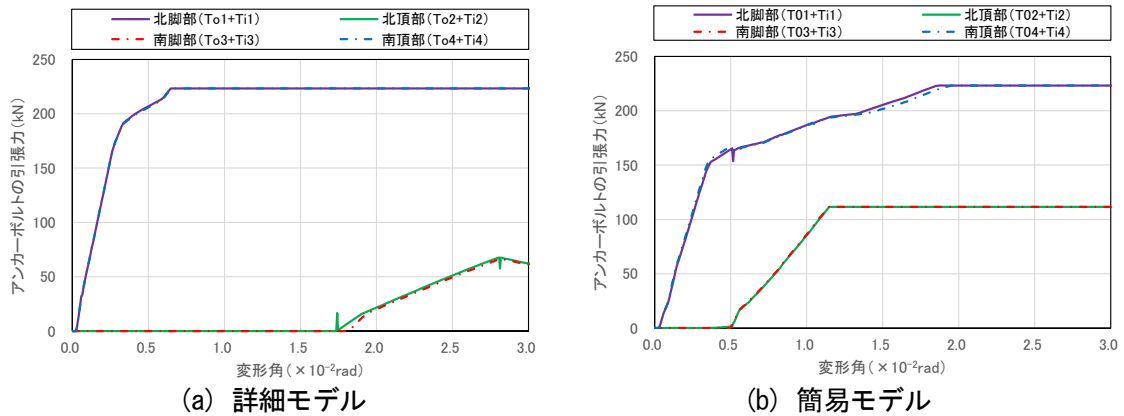 北脚部(To1+Ti1) 北頂部(To2+Ti2)
南脚部(To3+Ti3) 南頂部(To4+Ti4)
アンカーボルトの引張力(kN)
250
200
150
100
50
0
0.0 0.5 1.0 1.5 2.0 2.5 3.0
変形角(×10⁻²rad)
(a) 詳細モデル
北脚部(T01+Ti1) 北頂部(T02+Ti2)
南脚部(T03+Ti3) 南頂部(T04+Ti4)
アンカーボルトの引張力(kN)
250
200
150
100
50
0
0.0 0.5 1.0 1.5 2.0 2.5 3.0
変形角(×10⁻²rad)
(b) 簡易モデル